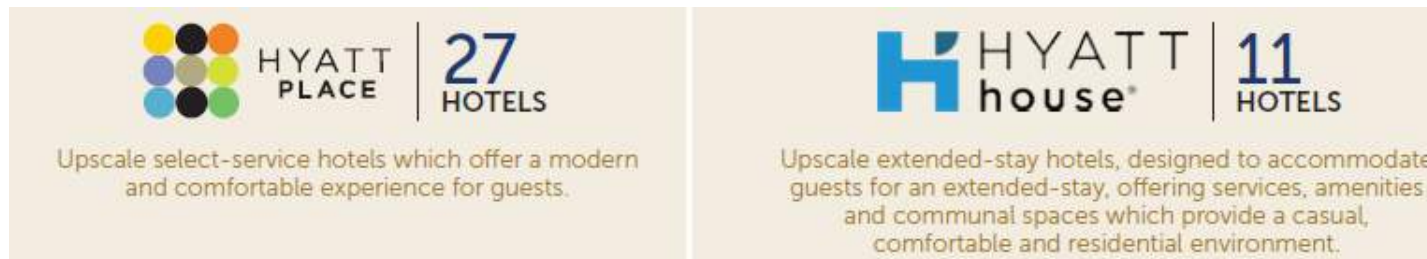 HYATT
PLACE
27
HOTELS
Upscale select-service hotels which offer a modern
and comfortable experience for guests.
HYATT
house®
11
HOTELS
Upscale extended-stay hotels, designed to accommodate
guests for an extended-stay, offering services, amenities
and communal spaces which provide a casual,
comfortable and residential environment.